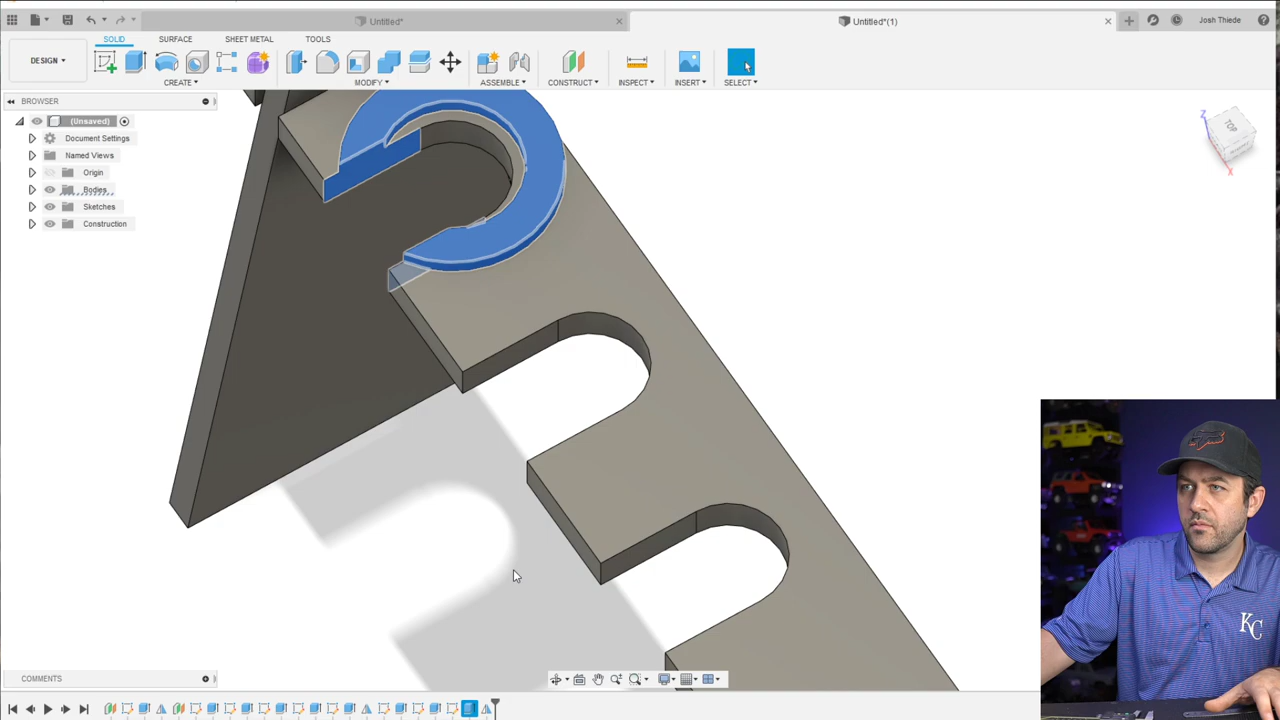 Untitled*
Untitled*(1)
Josh Thiede
SOLID
SURFACE
SHEET METAL
TOOLS
DESIGN
CREATE
MODIFY
ASSEMBLE
CONSTRUCT
INSPECT
INSERT
SELECT
BROWSER
(Unsaved)
Document Settings
Named Views
Origin
Bodies
Sketches
Construction
Z
TOP
X
KC
COMMENTS